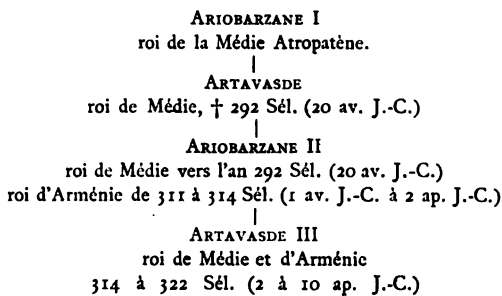 ARIOBARZANE I
roi de la Médie Atropatène.
ARTAVASDE
roi de Médie, † 292 Sél. (20 av. J.-C.)
ARIOBARZANE II
roi de Médie vers l'an 292 Sél. (20 av. J.-C.)
roi d'Arménie de 311 à 314 Sél. (1 av. J.-C. à 2 ap. J.-C.)
ARTAVASDE III
roi de Médie et d'Arménie
314 à 322 Sél. (2 à 10 ap. J.-C.)